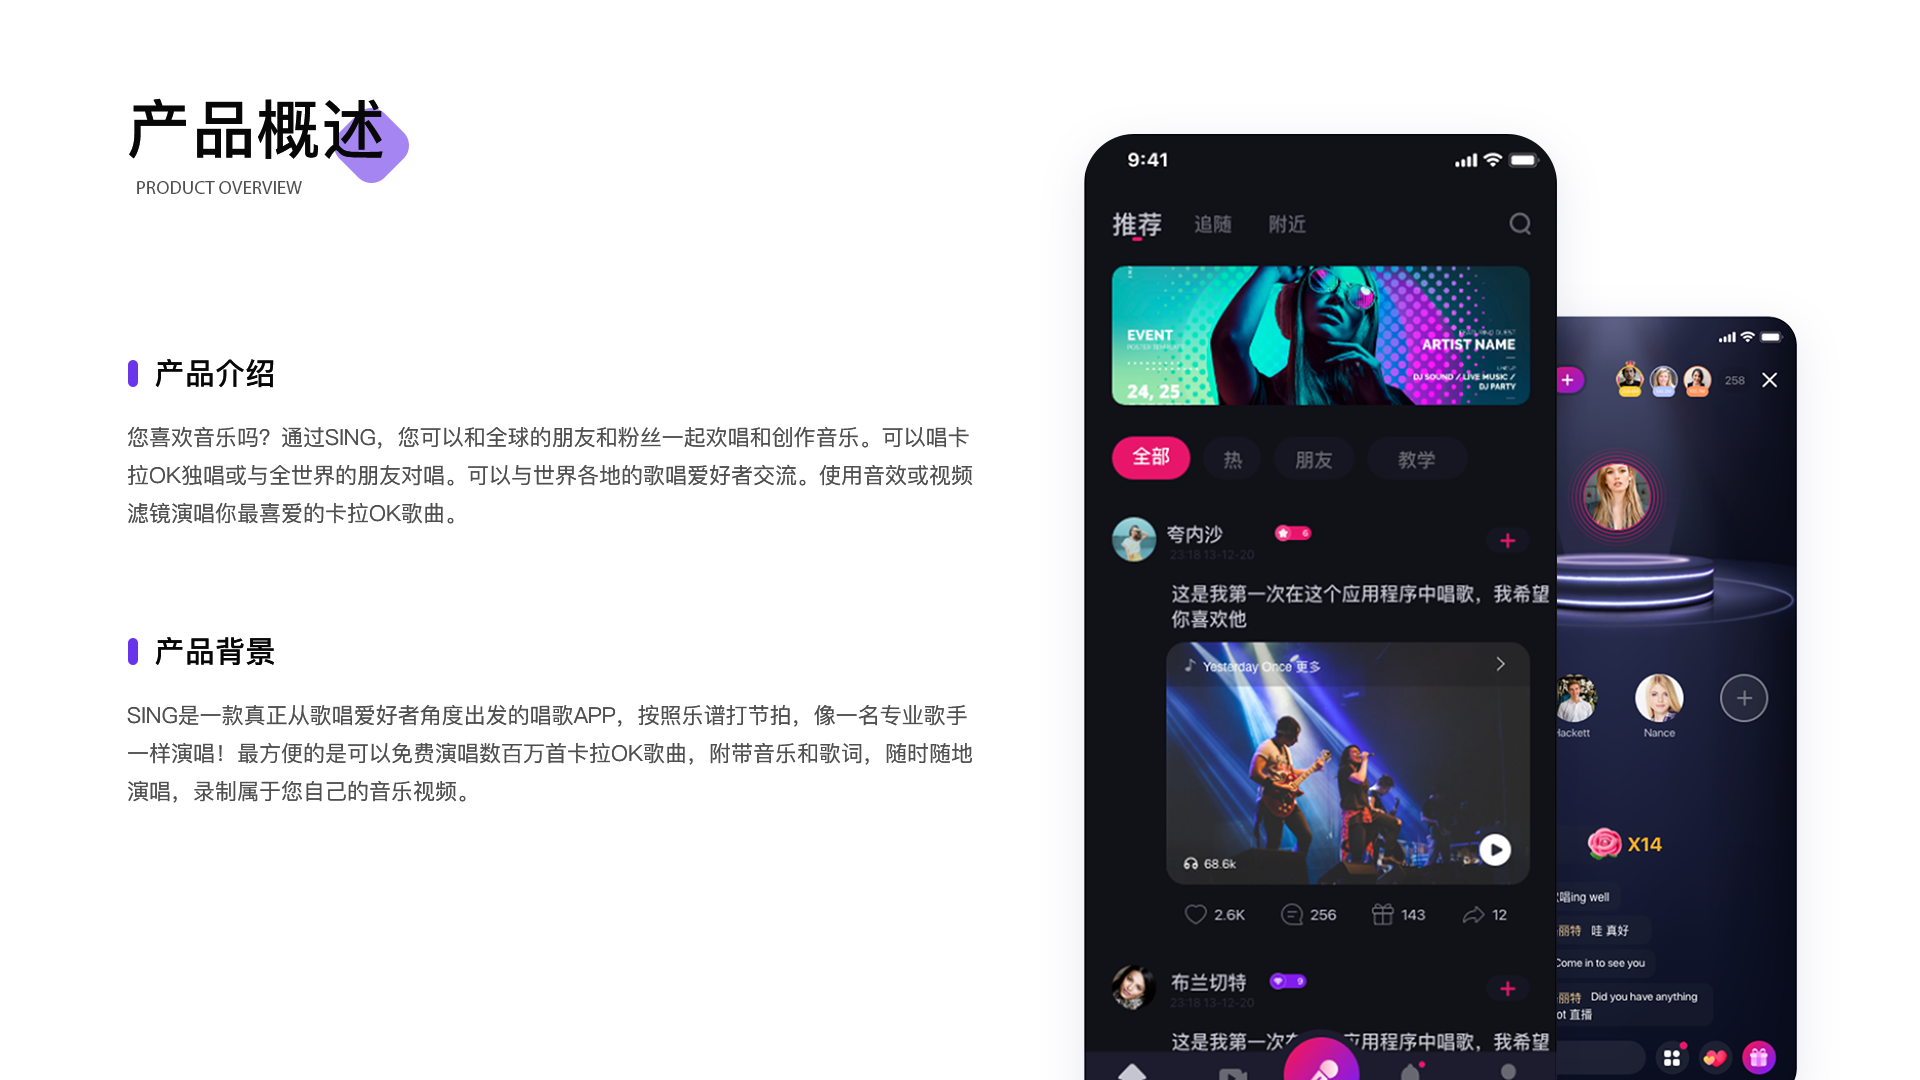 产品概述
PRODUCT OVERVIEW
产品介绍
您喜欢音乐吗？通过SING，您可以和全球的朋友和粉丝一起欢唱和创作音乐。可以唱卡
拉OK独唱或与全世界的朋友对唱。可以与世界各地的歌唱爱好者交流。使用音效或视频
滤镜演唱你最喜爱的卡拉OK歌曲。
产品背景
SING是一款真正从歌唱爱好者角度出发的唱歌APP，按照乐谱打节拍，像一名专业歌手
一样演唱！最方便的是可以免费演唱数百万首卡拉OK歌曲，附带音乐和歌词，随时随地
演唱，录制属于您自己的音乐视频。
9:41
推荐 追随 附近
EVENT
24, 25
FEATURING GUEST
ARTIST NAME
LINE UP
DJ SOUND / LIVE MUSIC /
DJ PARTY
全部 热 朋友 教学
夸内沙 6
23:18 13-12-20
这是我第一次在这个应用程序中唱歌，我希望
你喜欢他
Yesterday Once 更多
68.6k
2.6K 256 143 12
布兰切特 9
23:18 13-12-20
这是我第一次在 应用程序中唱歌，我希望
258
Hackett Nance
X14
唱ing well
丽特 哇 真好
Come in to see you
丽特 Did you have anything
ot 直播